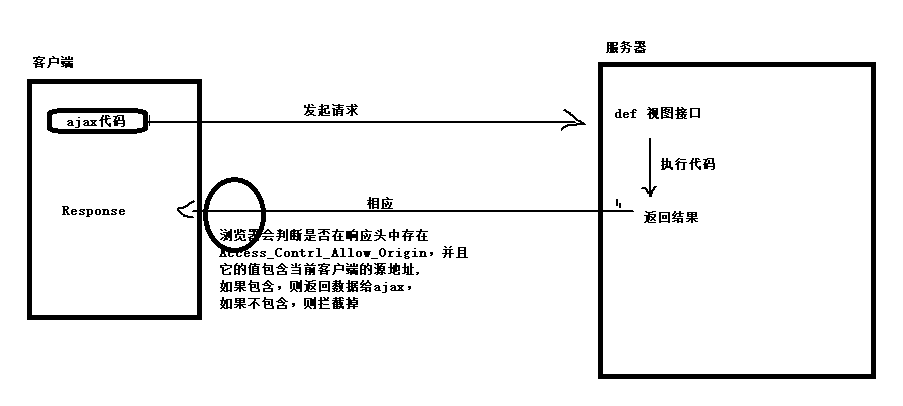 服务器
客户端
ajax代码
发起请求
def 视图接口
执行代码
Response
相应
返回结果
浏览器会判断是否在响应头中存在
Access_Contrl_Allow_Origin，并且
它的值包含当前客户端的源地址，
如果包含，则返回数据给ajax，
如果不包含，则拦截掉